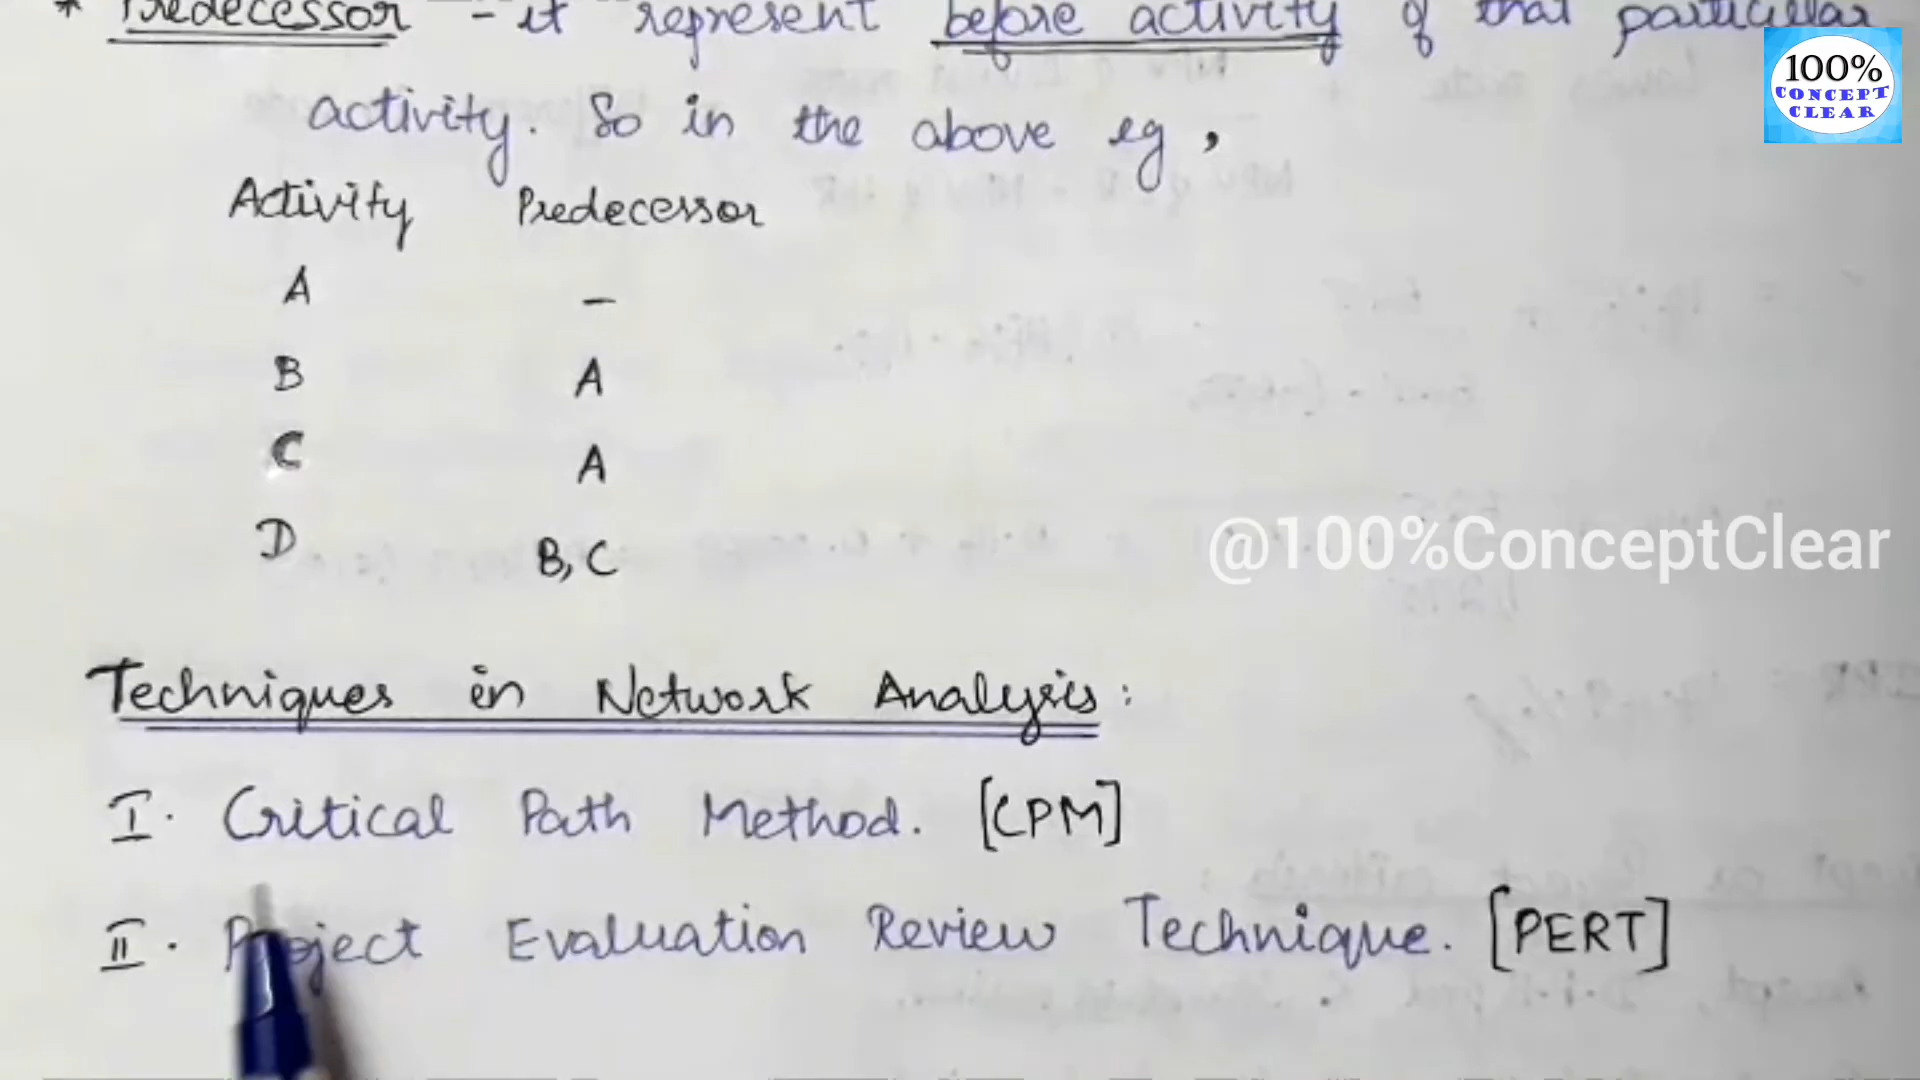 * Predecessor - it represent before activity of that particular
100%
CONCEPT
CLEAR
activity. So in the above eg,
Activity Predecessor
A -
B A
C A
D B, C
@100%ConceptClear
Techniques in Network Analysis:
I. Critical Path Method. [CPM]
II. Project Evaluation Review Technique. [PERT]